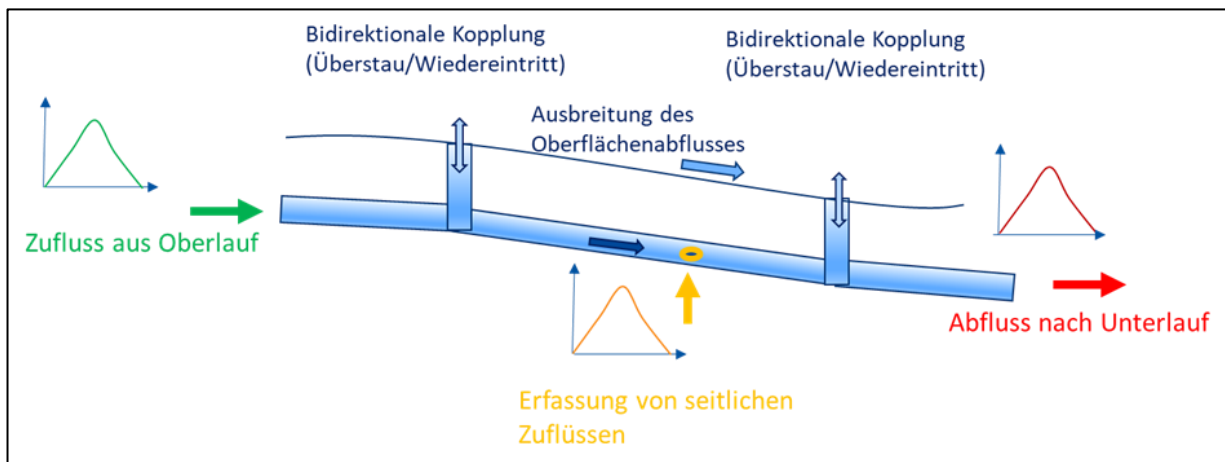 Bidirektionale Kopplung
(Überstau/Wiedereintritt)
Bidirektionale Kopplung
(Überstau/Wiedereintritt)
Ausbreitung des
Oberflächenabflusses
Zufluss aus Oberlauf
Abfluss nach Unterlauf
Erfassung von seitlichen
Zuflüssen